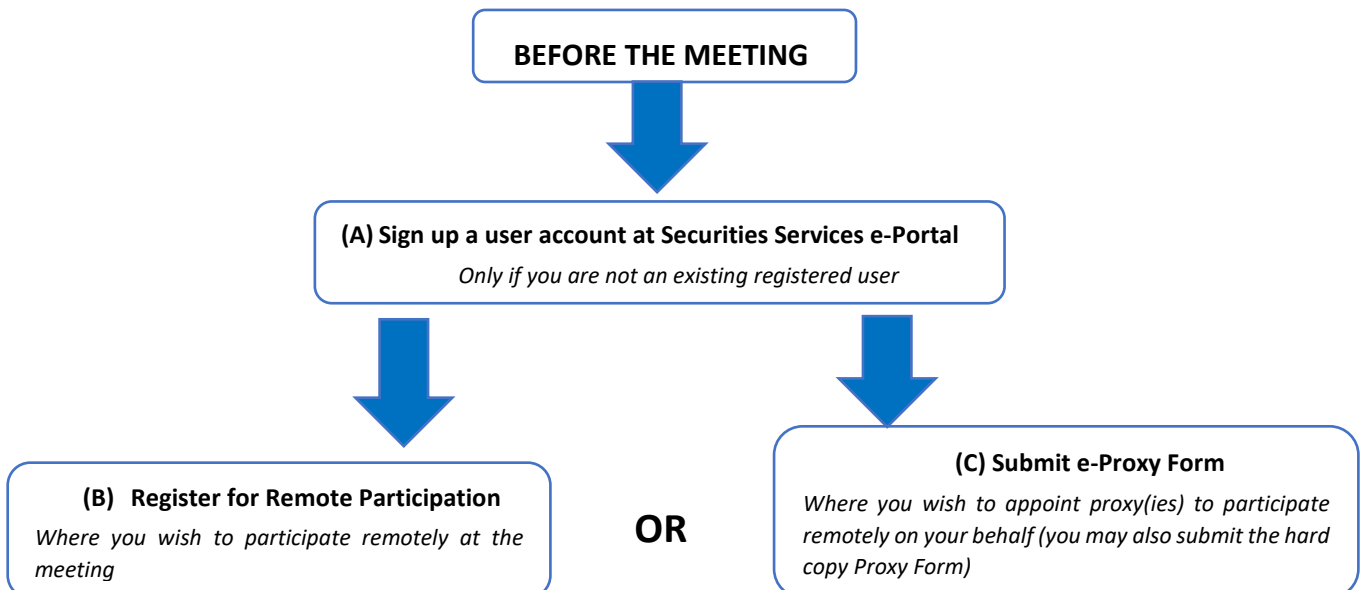 BEFORE THE MEETING
(A) Sign up a user account at Securities Services e-Portal
Only if you are not an existing registered user
(B) Register for Remote Participation
Where you wish to participate remotely at the
meeting
OR
(C) Submit e-Proxy Form
Where you wish to appoint proxy(ies) to participate
remotely on your behalf (you may also submit the hard
copy Proxy Form)